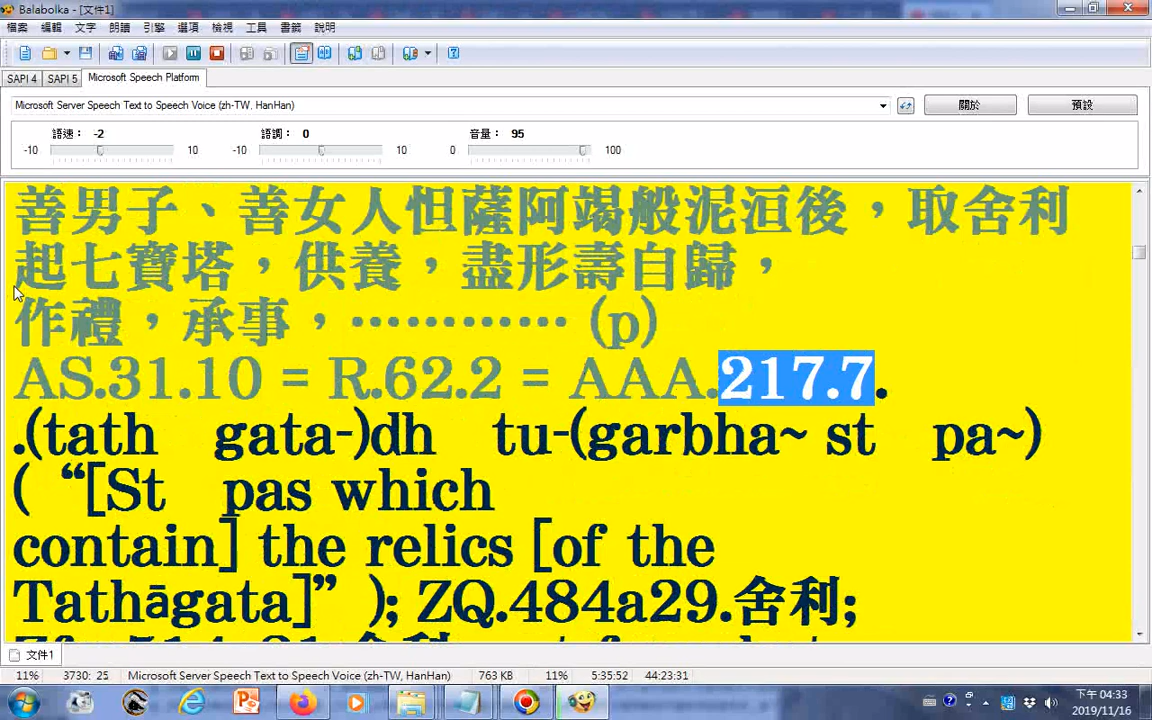 Balabolka - [文件1]
檔案 編輯 文字 朗讀 引擎 選項 檢視 工具 書籤 說明
SAPI 4 SAPI 5 Microsoft Speech Platform
Microsoft Server Speech Text to Speech Voice (zh-TW, HanHan) 關於 預設
語速： -2 語調： 0 音量： 95
-10 10 -10 10 0 100
善男子、善女人怛薩阿竭般泥洹後，取舍利
起七寶塔，供養，盡形壽自歸，
作禮，承事，………… (p)
AS.31.10 = R.62.2 = AAA.217.7.
.(tath gata-)dh tu-(garbha~ st pa~)
( “[St pas which
contain] the relics [of the
Tathāgata]” ); ZQ.484a29.舍利;
文件1
11% 3730: 25 Microsoft Server Speech Text to Speech Voice (zh-TW, HanHan) 763 KB 11% 5:35:52 44:23:31
下午 04:33
2019/11/16